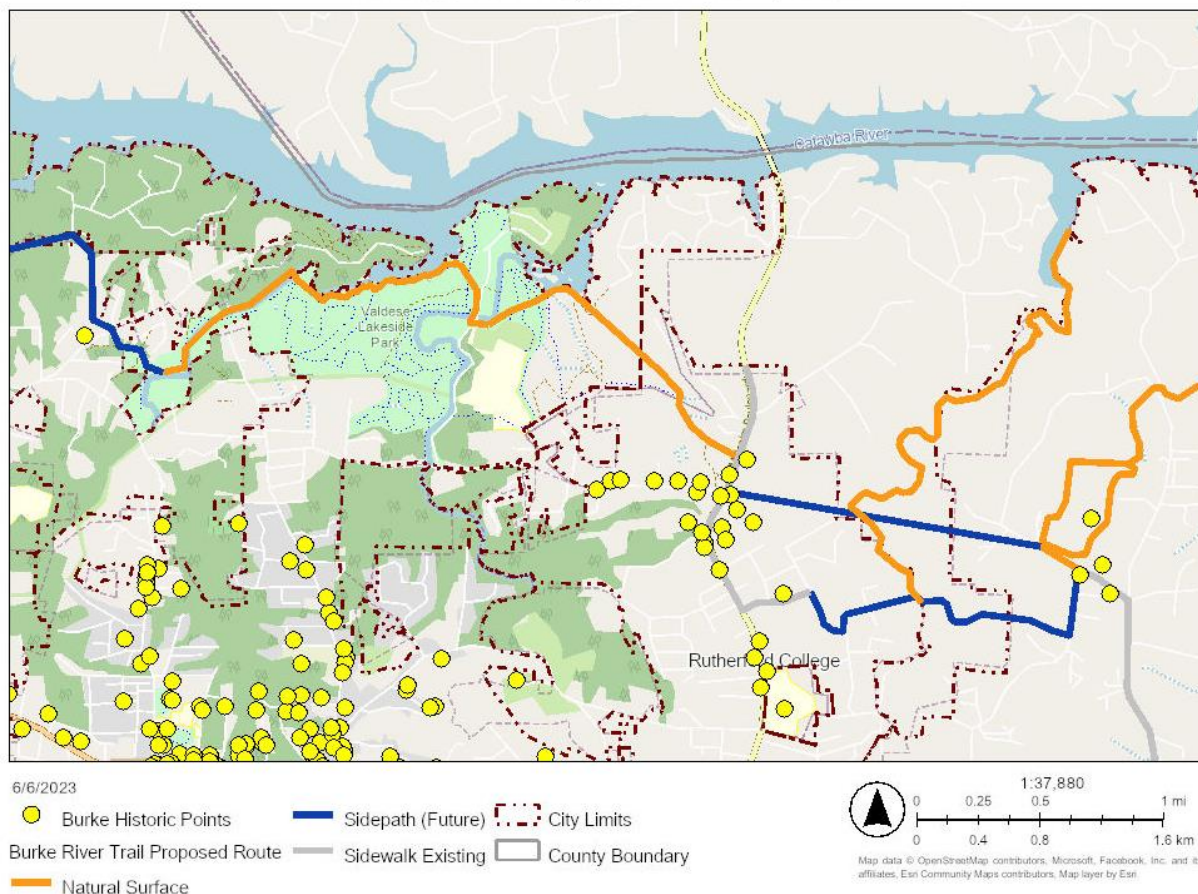 Catawba River
Valdese
Lakeside
Park
Rutherford College
6/6/2023
Burke Historic Points
Burke River Trail Proposed Route
Natural Surface
Sidepath (Future)
Sidewalk Existing
City Limits
County Boundary
1:37,880
0 0.25 0.5 1 mi
0 0.4 0.8 1.6 km
Map data © OpenStreetMap contributors, Microsoft, Facebook, Inc. and its
affiliates, Esri Community Maps contributors, Map layer by Esri